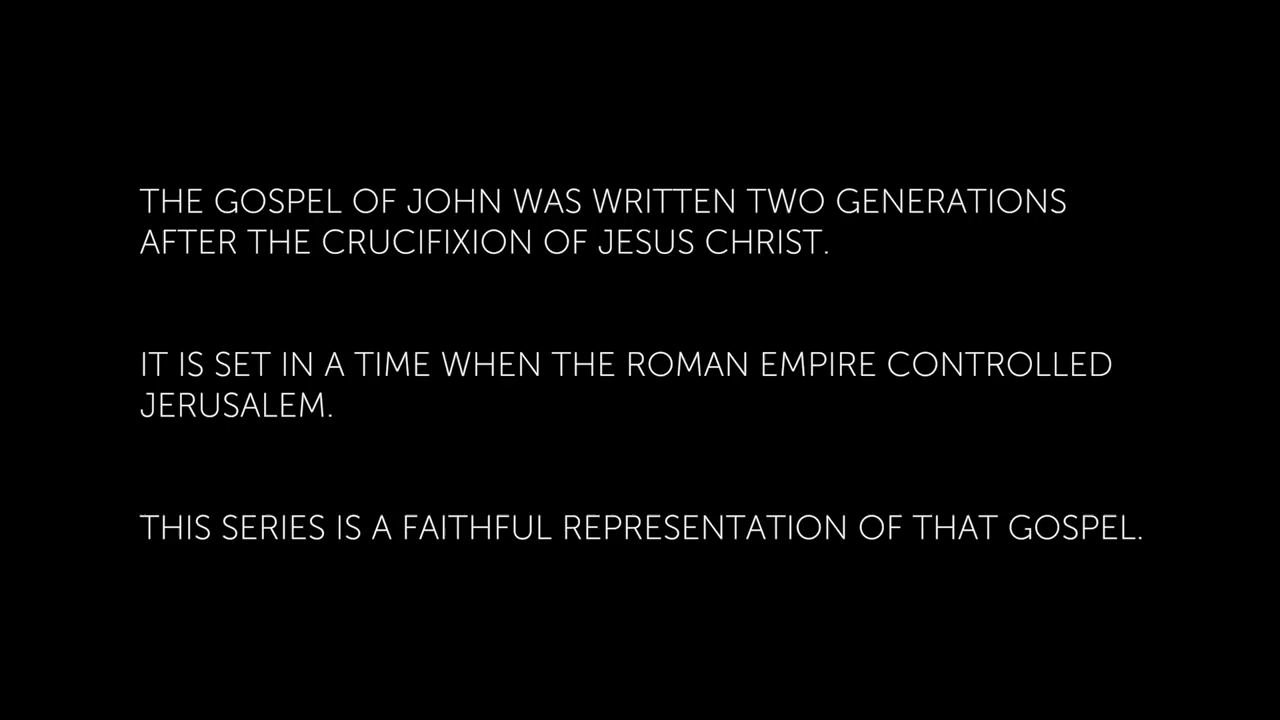 THE GOSPEL OF JOHN WAS WRITTEN TWO GENERATIONS
AFTER THE CRUCIFIXION OF JESUS CHRIST.
IT IS SET IN A TIME WHEN THE ROMAN EMPIRE CONTROLLED
JERUSALEM.
THIS SERIES IS A FAITHFUL REPRESENTATION OF THAT GOSPEL.